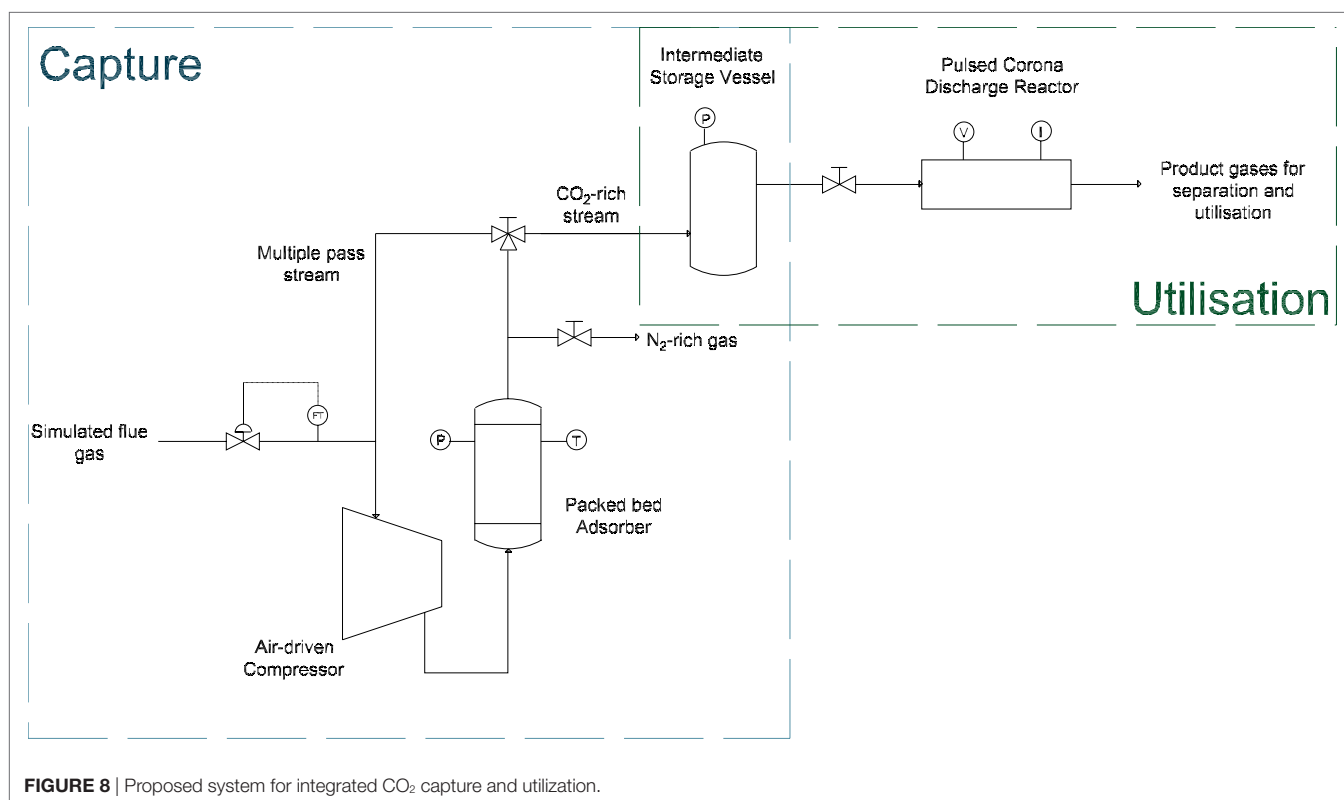 Capture
Intermediate
Storage Vessel
Pulsed Corona
Discharge Reactor
P
V
I
CO₂-rich
stream
Product gases for
separation and
utilisation
Multiple pass
stream
Utilisation
N₂-rich gas
FT
Simulated flue
gas
P
T
Packed bed
Adsorber
Air-driven
Compressor
FIGURE 8 | Proposed system for integrated CO₂ capture and utilization.